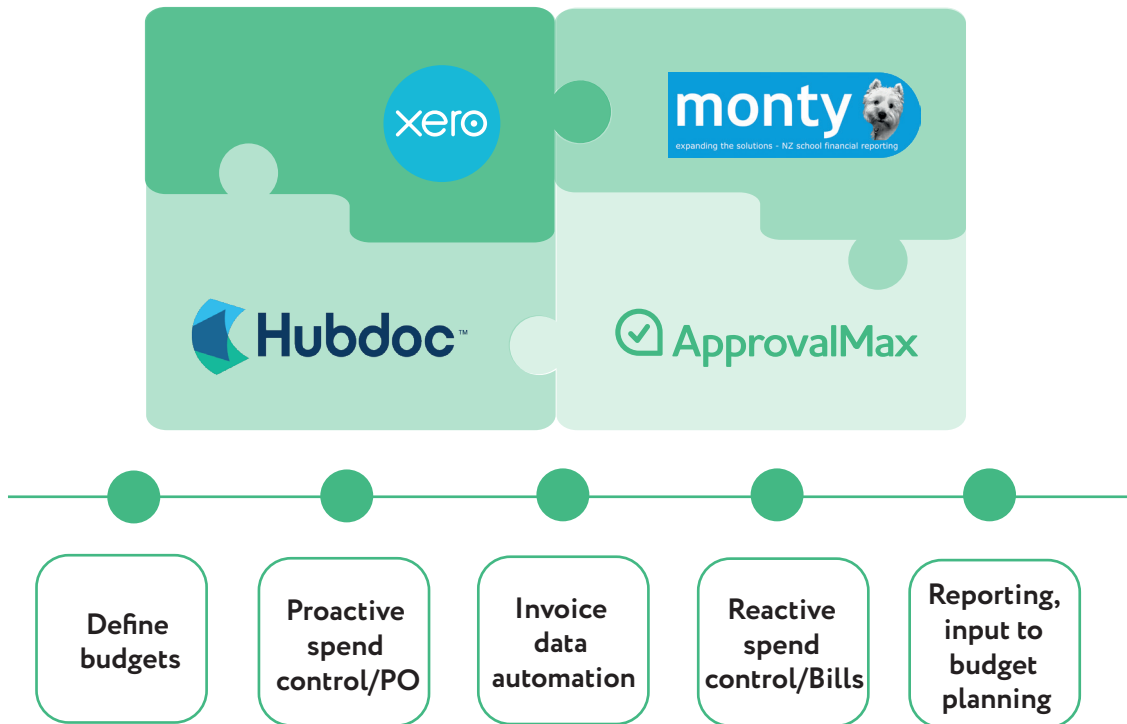 xero
monty
expanding the solutions - NZ school financial reporting
Hubdoc™
ApprovalMax
Define
budgets
Proactive
spend
control/PO
Invoice
data
automation
Reactive
spend
control/Bills
Reporting,
input to
budget
planning